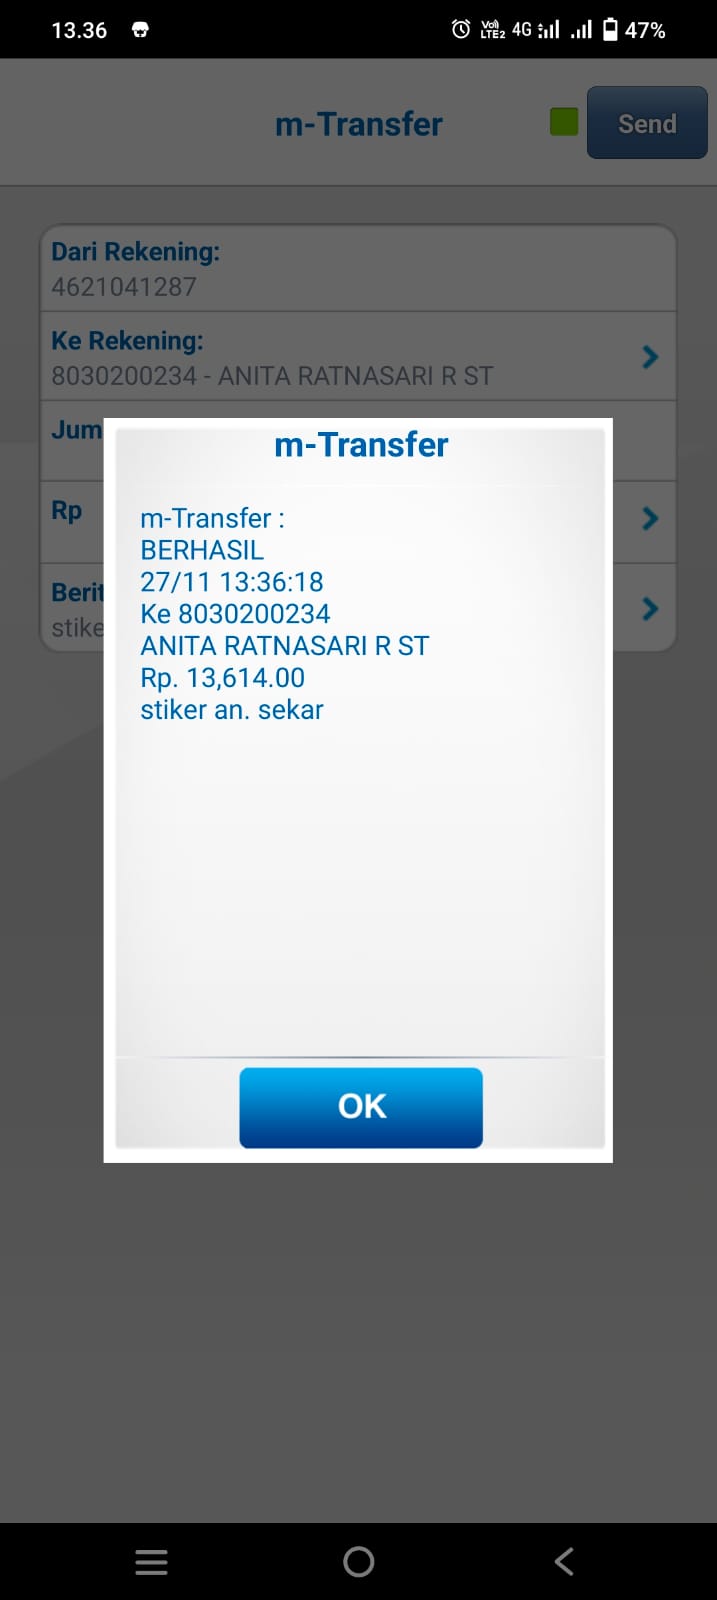 13.36
Vo) LTE2 4G 47%
m-Transfer
Send
Dari Rekening:
4621041287
Ke Rekening:
8030200234 - ANITA RATNASARI R ST
Jum
Rp
Berit
stike
m-Transfer
m-Transfer :
BERHASIL
27/11 13:36:18
Ke 8030200234
ANITA RATNASARI R ST
Rp. 13,614.00
stiker an. sekar
OK